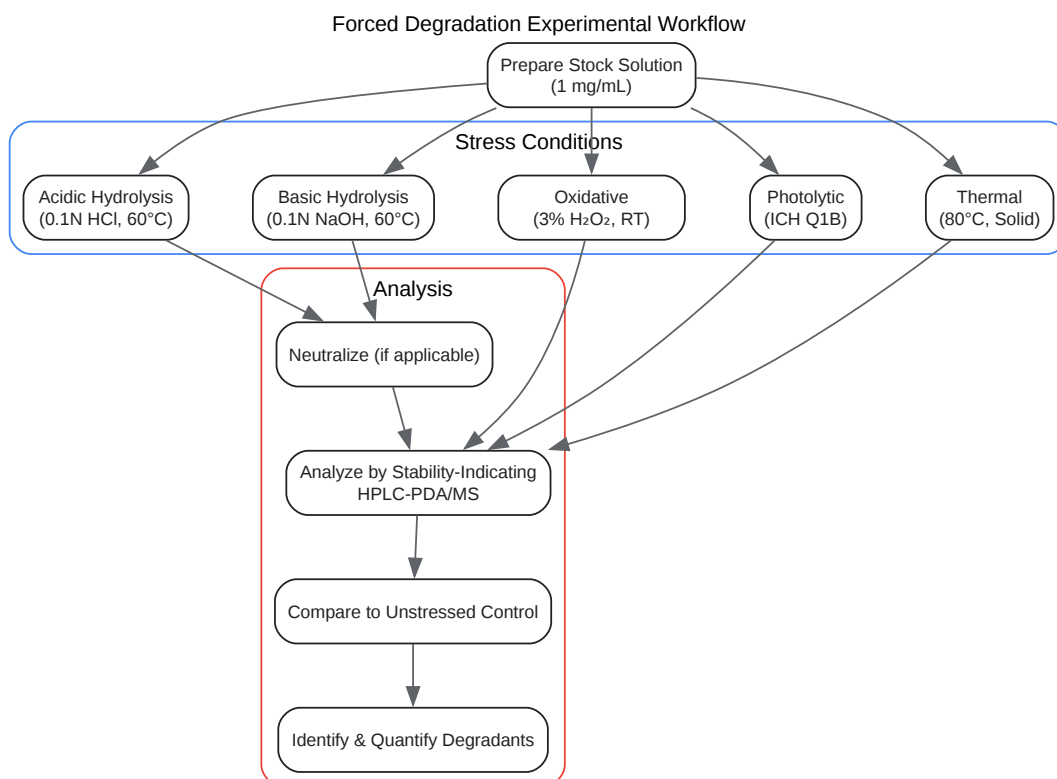 Forced Degradation Experimental Workflow
Prepare Stock Solution
(1 mg/mL)
Stress Conditions
Acidic Hydrolysis
(0.1N HCl, 60°C)
Basic Hydrolysis
(0.1N NaOH, 60°C)
Oxidative
(3% H₂O₂, RT)
Photolytic
(ICH Q1B)
Thermal
(80°C, Solid)
Analysis
Neutralize (if applicable)
Analyze by Stability-Indicating
HPLC-PDA/MS
Compare to Unstressed Control
Identify & Quantify Degradants